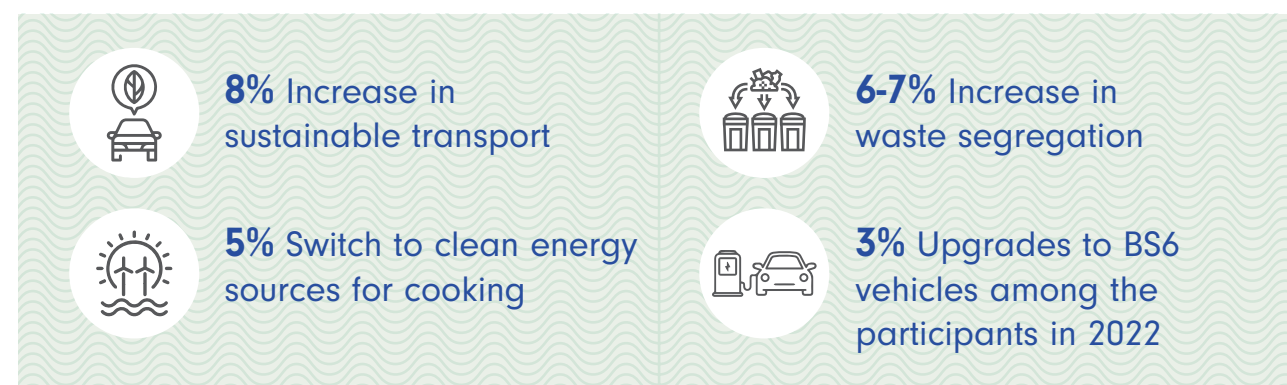 8% Increase in
sustainable transport
6-7% Increase in
waste segregation
5% Switch to clean energy
sources for cooking
3% Upgrades to BS6
vehicles among the
participants in 2022